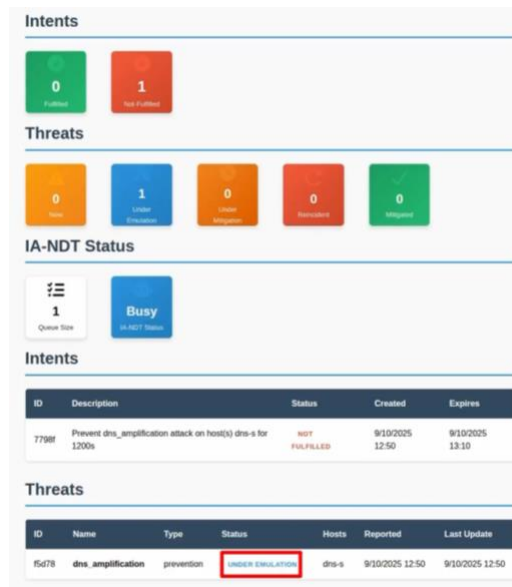 Intents
0
Fulfilled
1
Not Fulfilled
Threats
0
New
1
Under
Emulation
0
Under
Mitigation
0
Reincident
0
Mitigated
IA-NDT Status
1
Queue Size
Busy
IA-NDT Status
Intents
ID Description Status Created Expires
7798f Prevent dns_amplification attack on host(s) dns-s for 1200s NOT FULFILLED 9/10/2025 12:50 9/10/2025 13:10
Threats
ID Name Type Status Hosts Reported Last Update
f5d78 dns_amplification prevention UNDER EMULATION dns-s 9/10/2025 12:50 9/10/2025 12:50